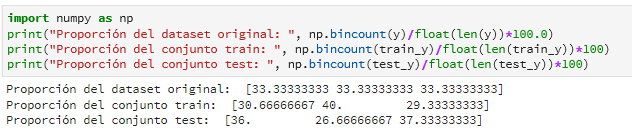 import numpy as np
print("Proporción del dataset original: ", np.bincount(y)/float(len(y))*100.0)
print("Proporción del conjunto train: ", np.bincount(train_y)/float(len(train_y))*100)
print("Proporción del conjunto test: ", np.bincount(test_y)/float(len(test_y))*100)
Proporción del dataset original:  [33.33333333 33.33333333 33.33333333]
Proporción del conjunto train:  [30.66666667 40.         29.33333333]
Proporción del conjunto test:  [36.         26.66666667 37.33333333]